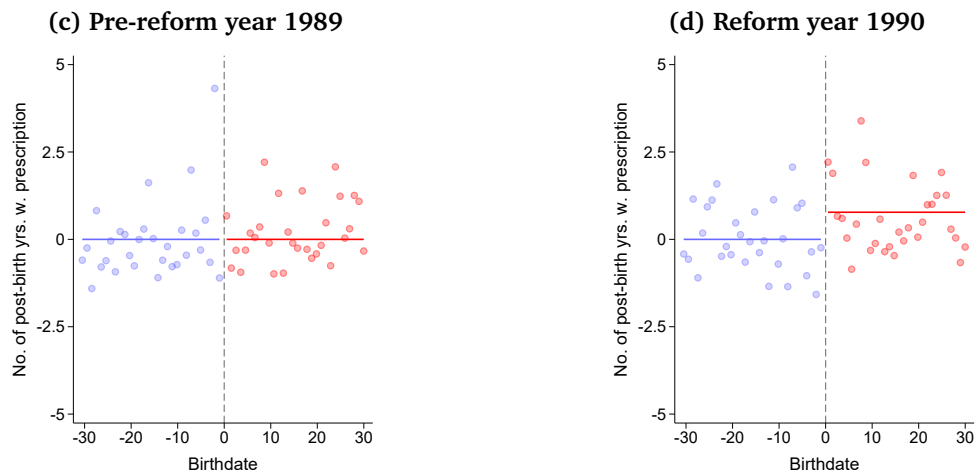 (c) Pre-reform year 1989
No. of post-birth yrs. w. prescription
5
2.5
0
-2.5
-5
-30 -20 -10 0 10 20 30
Birthdate
(d) Reform year 1990
No. of post-birth yrs. w. prescription
5
2.5
0
-2.5
-5
-30 -20 -10 0 10 20 30
Birthdate